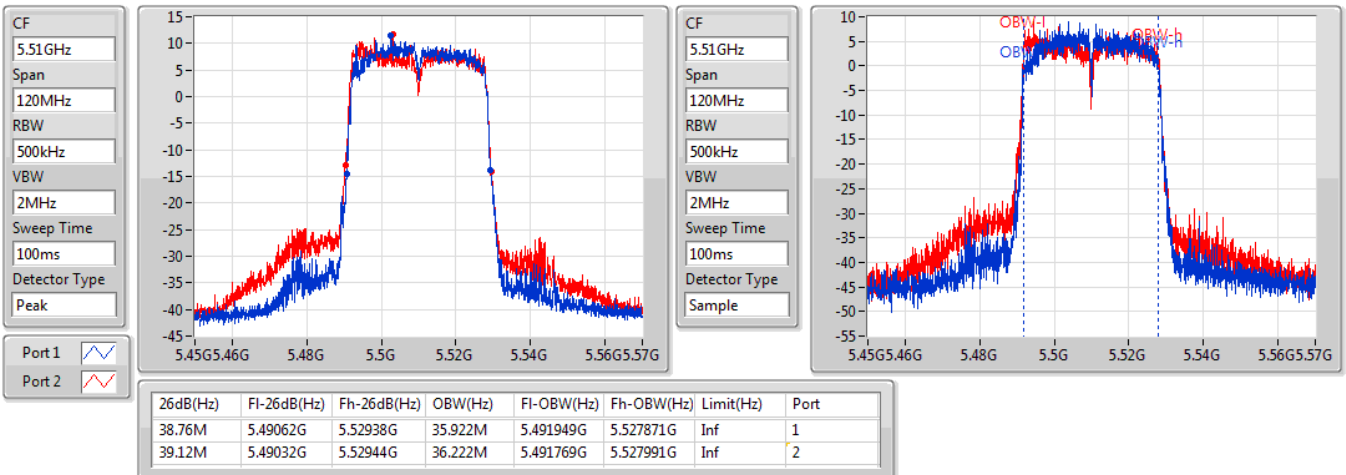 CF
5.51GHz
Span
120MHz
RBW
500kHz
VBW
2MHz
Sweep Time
100ms
Detector Type
Peak
Port 1
Port 2
15
10
5
0
-5
-10
-15
-20
-25
-30
-35
-40
-45
5.45G 5.46G 5.48G 5.5G 5.52G 5.54G 5.56G 5.57G
CF
5.51GHz
Span
120MHz
RBW
500kHz
VBW
2MHz
Sweep Time
100ms
Detector Type
Sample
10
5
0
-5
-10
-15
-20
-25
-30
-35
-40
-45
-50
-55
OBW-l
OBW-h
5.45G 5.46G 5.48G 5.5G 5.52G 5.54G 5.56G 5.57G
26dB(Hz) Fl-26dB(Hz) Fh-26dB(Hz) OBW(Hz) Fl-OBW(Hz) Fh-OBW(Hz) Limit(Hz) Port
38.76M 5.49062G 5.52938G 35.922M 5.491949G 5.527871G Inf 1
39.12M 5.49032G 5.52944G 36.222M 5.491769G 5.527991G Inf 2